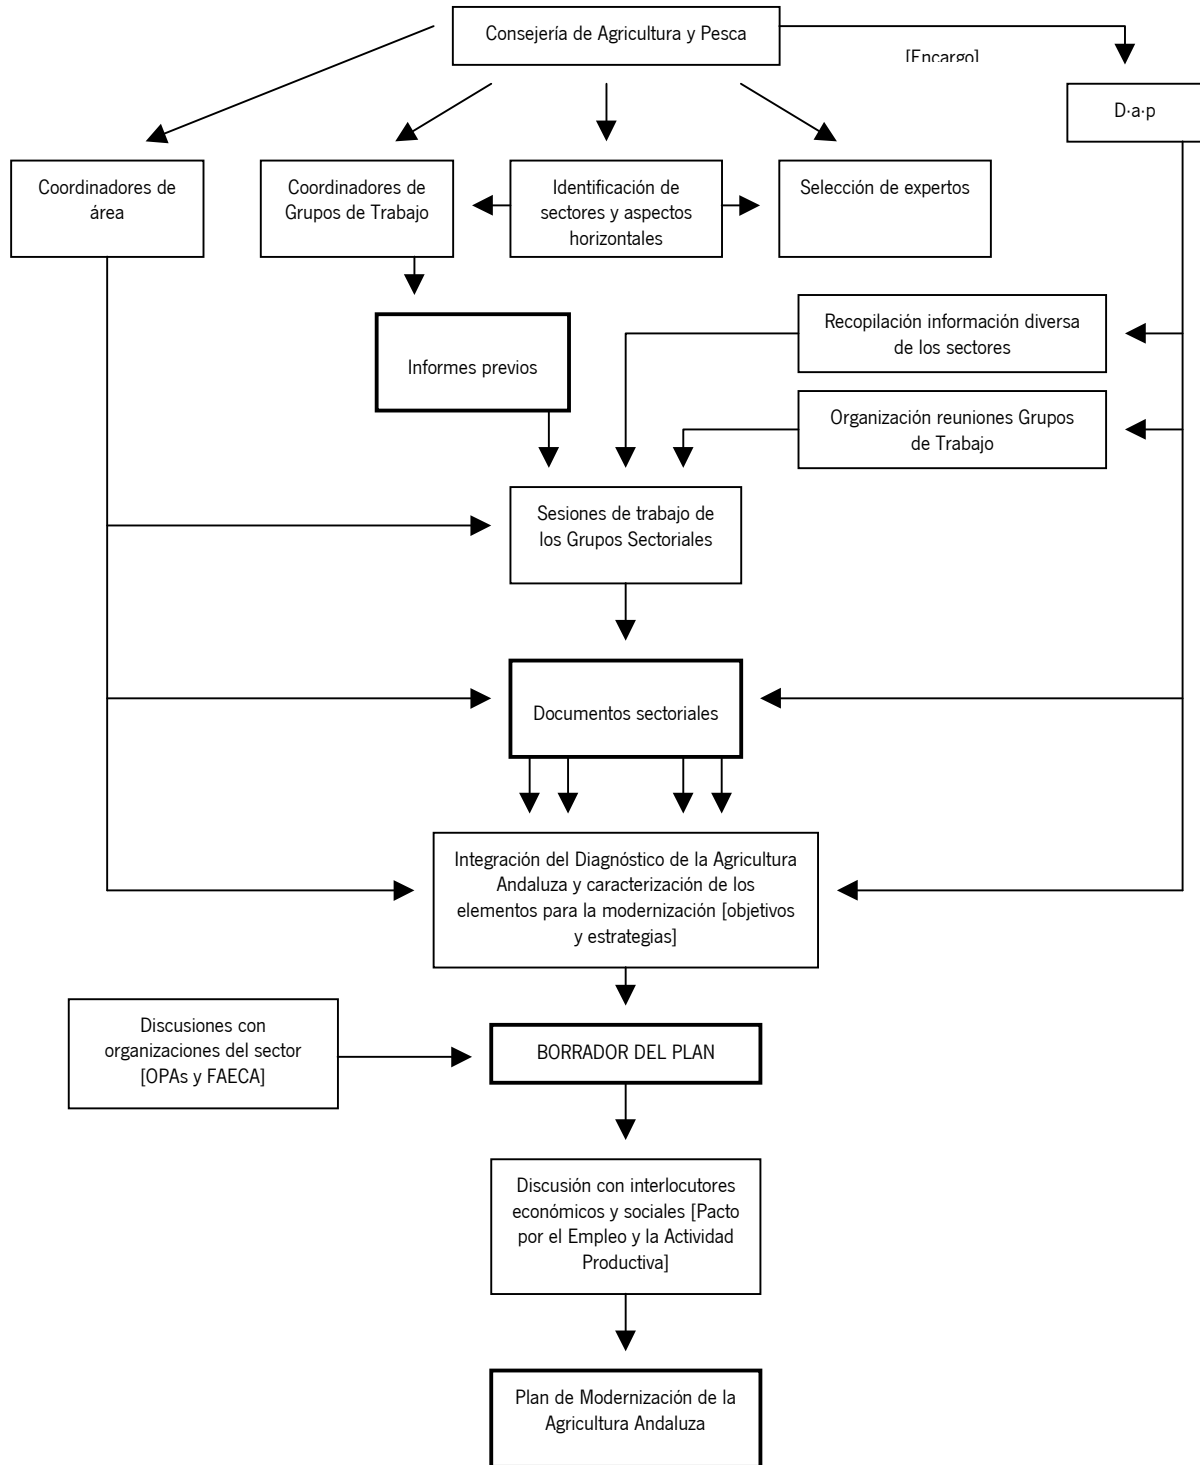 Consejería de Agricultura y Pesca
[Encargo]
D·a·p
Coordinadores de
área
Coordinadores de
Grupos de Trabajo
Identificación de
sectores y aspectos
horizontales
Selección de expertos
Recopilación información diversa
de los sectores
Informes previos
Organización reuniones Grupos
de Trabajo
Sesiones de trabajo de
los Grupos Sectoriales
Documentos sectoriales
Integración del Diagnóstico de la Agricultura
Andaluza y caracterización de los
elementos para la modernización [objetivos
y estrategias]
Discusiones con
organizaciones del sector
[OPAs y FAECA]
BORRADOR DEL PLAN
Discusión con interlocutores
económicos y sociales [Pacto
por el Empleo y la Actividad
Productiva]
Plan de Modernización de la
Agricultura Andaluza